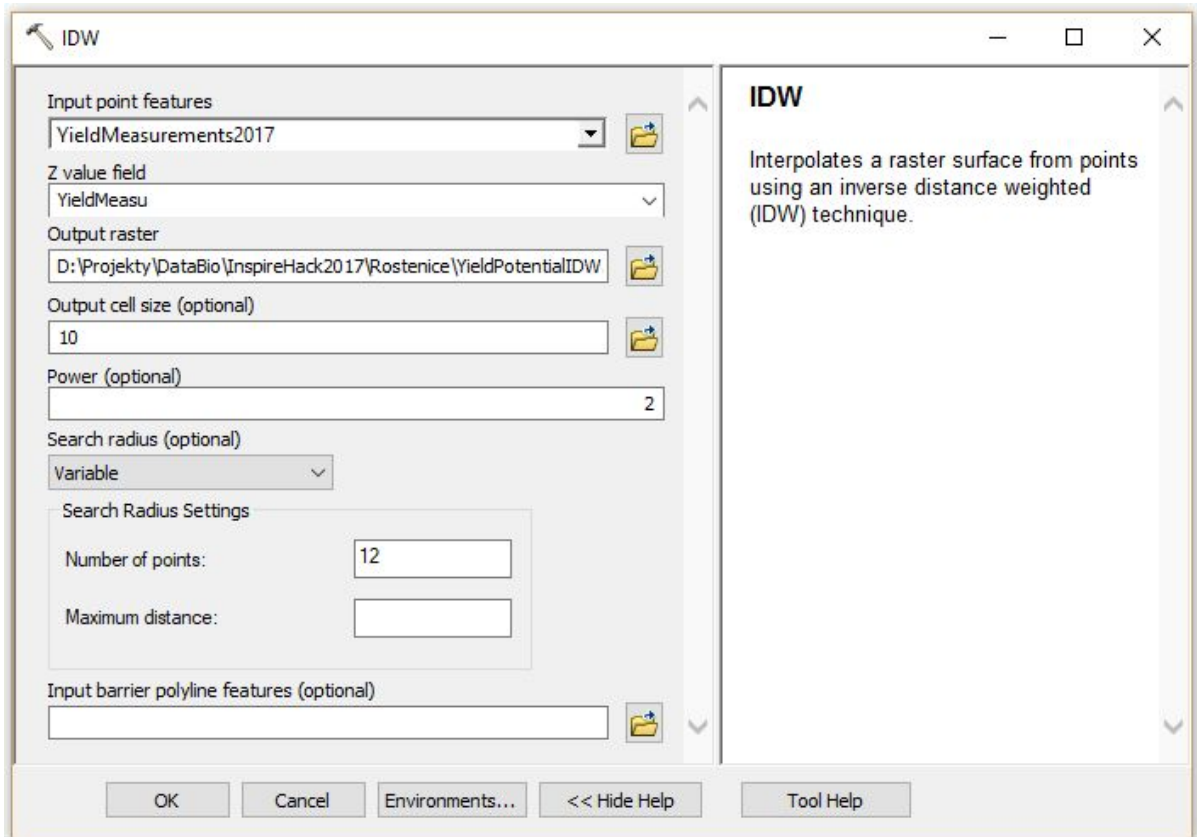 IDW
Input point features
YieldMeasurements2017
Z value field
YieldMeasu
Output raster
D:\Projekty\DataBio\InspireHack2017\Rostenice\YieldPotentialIDW
Output cell size (optional)
10
Power (optional)
2
Search radius (optional)
Variable
Search Radius Settings
Number of points:
12
Maximum distance:
Input barrier polyline features (optional)
OK
Cancel
Environments...
<< Hide Help
IDW
Interpolates a raster surface from points
using an inverse distance weighted
(IDW) technique.
Tool Help